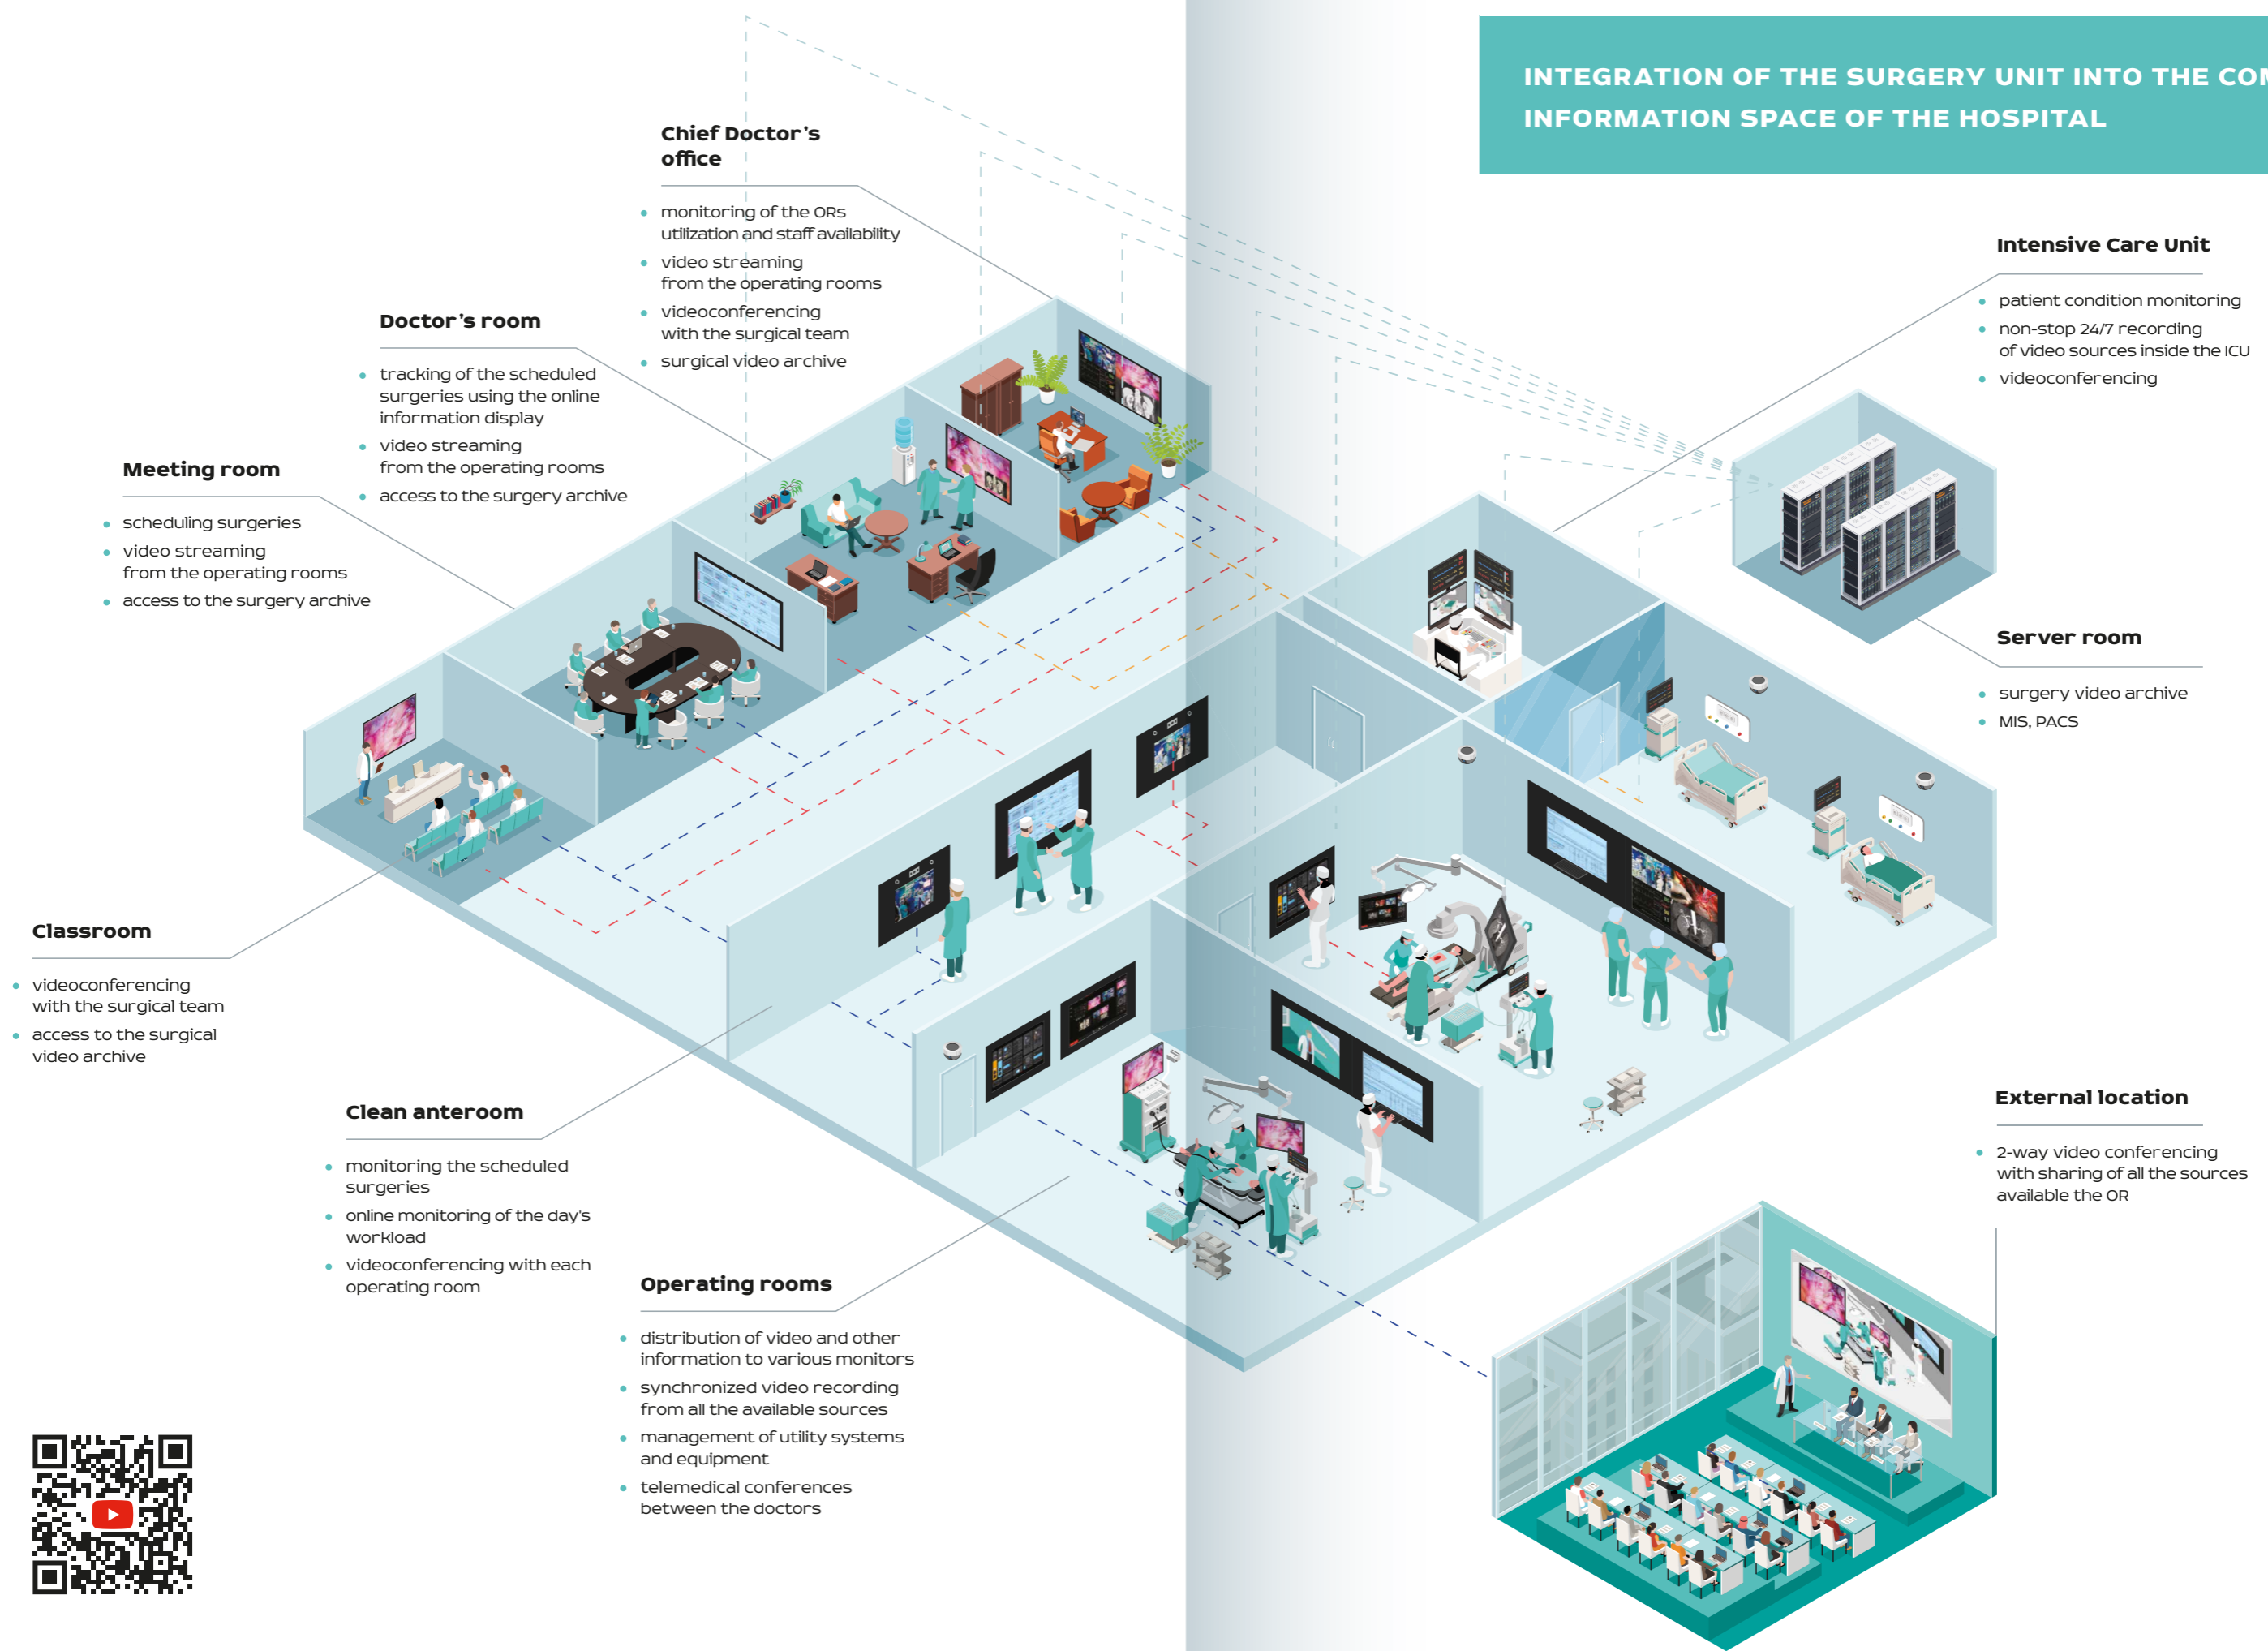 INTEGRATION OF THE SURGERY UNIT INTO THE
INFORMATION SPACE OF THE HOSPITAL
Chief Doctor's
office
• monitoring of the ORs
utilization and staff availability
• video streaming
from the operating rooms
• videoconferencing
with the surgical team
• surgical video archive
Doctor's room
• tracking of the scheduled
surgeries using the online
information display
• video streaming
from the operating rooms
• access to the surgery archive
Meeting room
• scheduling surgeries
• video streaming
from the operating rooms
• access to the surgery archive
Classroom
• videoconferencing
with the surgical team
• access to the surgical
video archive
Clean anteroom
• monitoring the scheduled
surgeries
• online monitoring of the day's
workload
• videoconferencing with each
operating room
Operating rooms
• distribution of video and other
information to various monitors
• synchronized video recording
from all the available sources
• management of utility systems
and equipment
• telemedical conferences
between the doctors
Intensive Care Unit
• patient condition monitoring
• non-stop 24/7 recording
of video sources inside the ICU
• videoconferencing
Server room
• surgery video archive
• MIS, PACS
External location
• 2-way video conferencing
with sharing of all the sources
available the OR